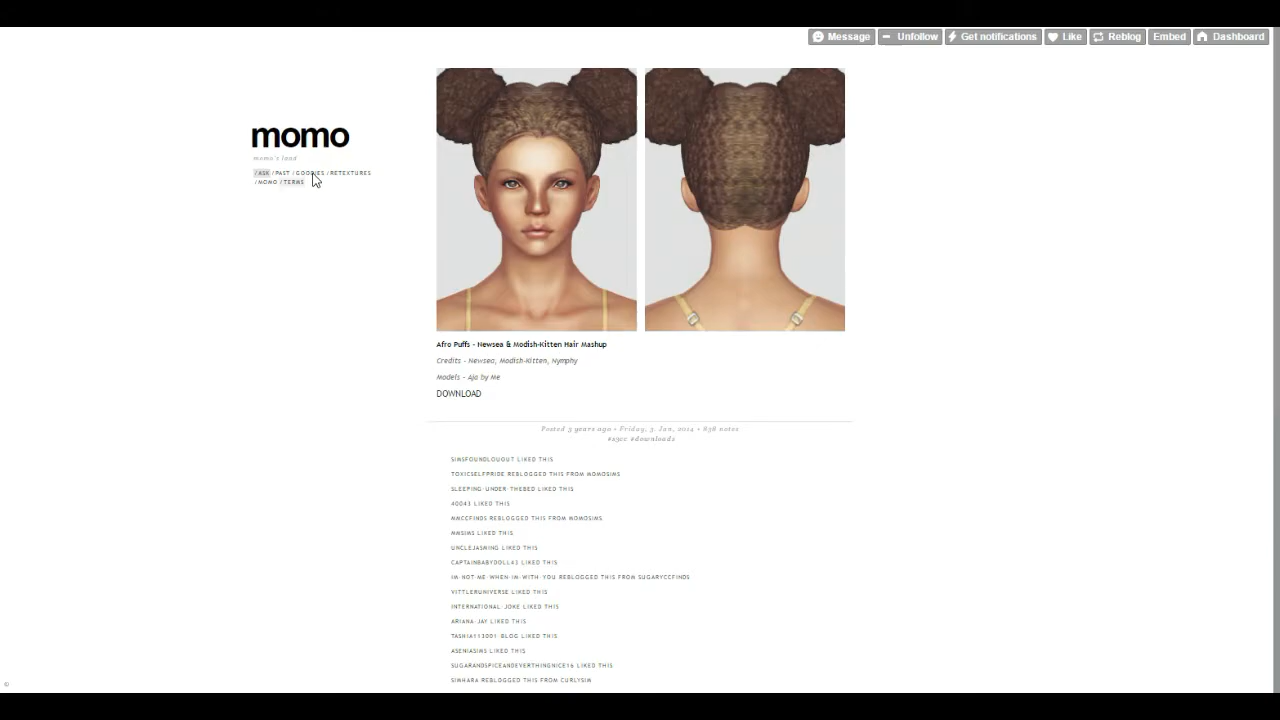 Message Unfollow Get notifications Like Reblog Embed Dashboard
momo
momo's land
/ASK /PAST /GOODIES /RETEXTURES
/MOMO /TERMS
Afro Puffs - Newsea & Modish-Kitten Hair Mashup
Credits - Newsea, Modish-Kitten, Nymphy
Models - Aja by Me
DOWNLOAD
Posted 3 years ago • Friday, 3. Jan, 2014 • 838 notes
#s3cc #downloads
SIMSFOUNDLOUOUT LIKED THIS
TOXICSELFPRIDE REBLOGGED THIS FROM MOMOSIMS
SLEEPING-UNDER-THEBED LIKED THIS
40043 LIKED THIS
MMCCFINDS REBLOGGED THIS FROM MOMOSIMS
MMSIMS LIKED THIS
UNCLEJASMING LIKED THIS
CAPTAINBABYDOLL43 LIKED THIS
IM-NOT-ME-WHEN-IM-WITH-YOU REBLOGGED THIS FROM SUGARYCCFINDS
VITTLERUNIVERSE LIKED THIS
INTERNATIONAL-JOKE LIKED THIS
ARIANA-JAY LIKED THIS
TASHIA113001-BLOG LIKED THIS
ASENIASIMS LIKED THIS
SUGARANDSPICEANDEVERTHINGNICE16 LIKED THIS
SIMHARA REBLOGGED THIS FROM CURLYSIM
©